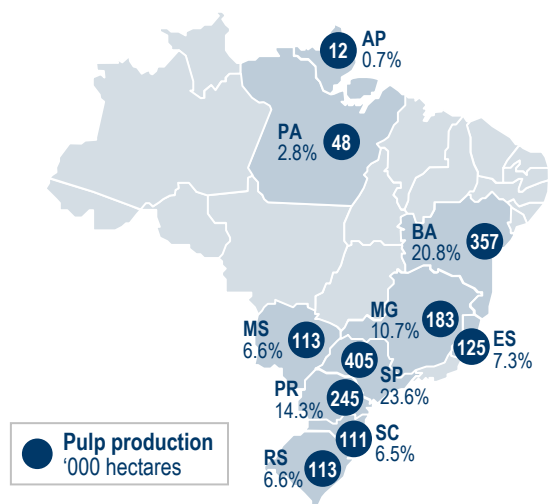 12
AP
0.7%
PA
2.8%
48
BA
20.8%
357
MG
10.7%
183
MS
6.6%
113
ES
7.3%
125
405
SP
23.6%
PR
14.3%
245
SC
6.5%
111
RS
6.6%
113
Pulp production
‘000 hectares